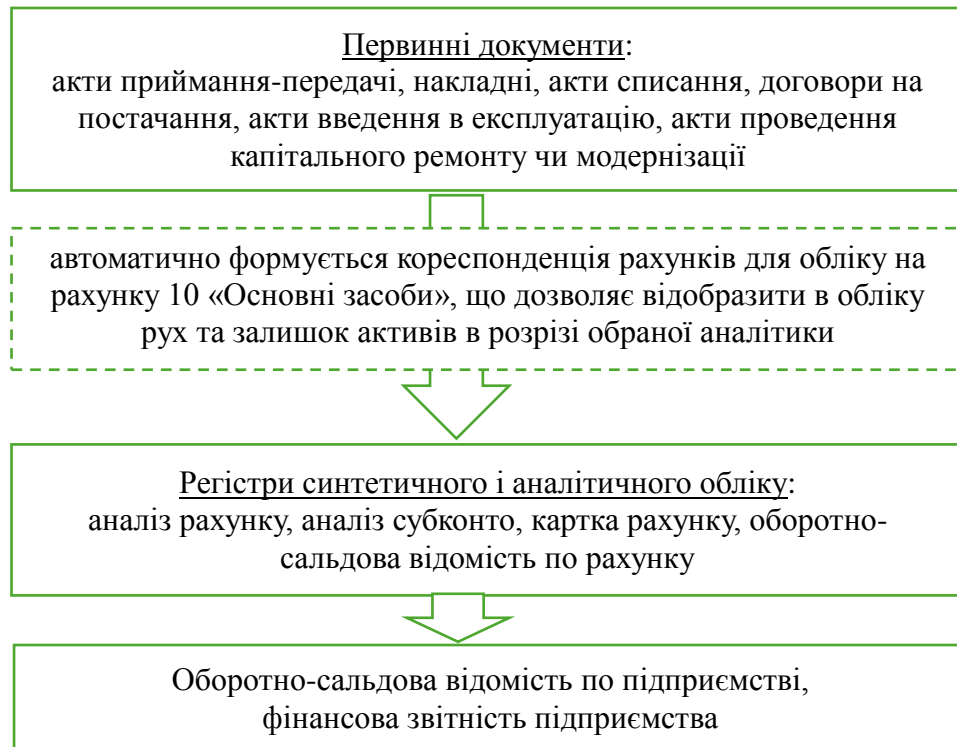 Первинні документи:
акти приймання-передачі, накладні, акти списання, договори на
постачання, акти введення в експлуатацію, акти проведення
капітального ремонту чи модернізації
автоматично формується кореспонденція рахунків для обліку на
рахунку 10 «Основні засоби», що дозволяє відобразити в обліку
рух та залишок активів в розрізі обраної аналітики
Регістри синтетичного і аналітичного обліку:
аналіз рахунку, аналіз субконто, картка рахунку, оборотно-
сальдова відомість по рахунку
Оборотно-сальдова відомість по підприємстві,
фінансова звітність підприємства